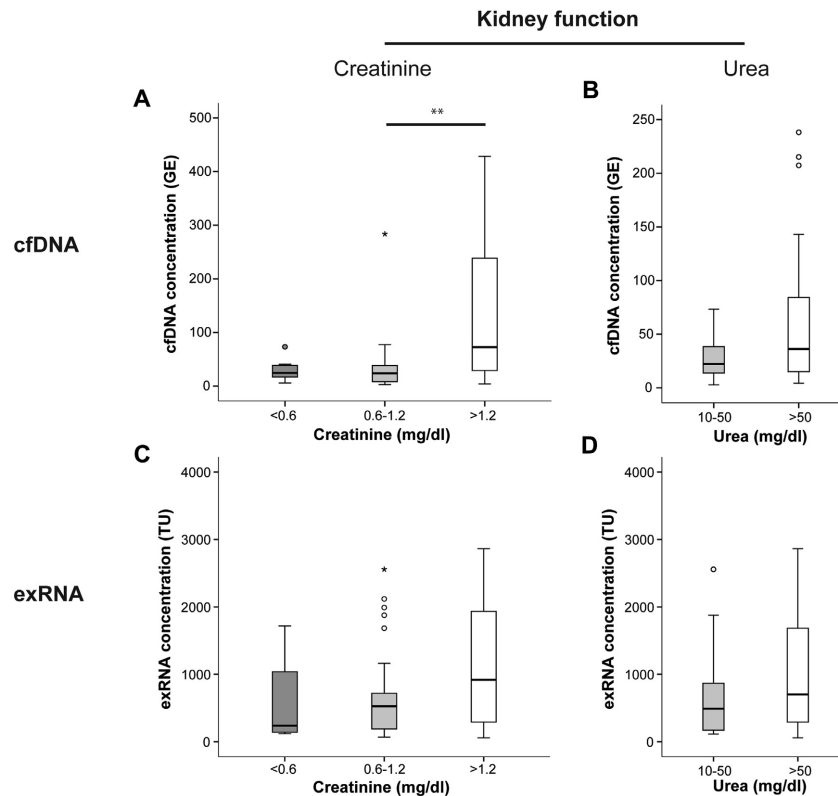 Kidney function
Creatinine
Urea
cfDNA
exRNA
A
cfDNA concentration (GE)
500
400
300
200
100
0
**
*
<0.6
0.6-1.2
>1.2
Creatinine (mg/dl)
B
cfDNA concentration (GE)
250
200
150
100
50
0
10-50
>50
Urea (mg/dl)
C
exRNA concentration (TU)
4000
3000
2000
1000
0
*
<0.6
0.6-1.2
>1.2
Creatinine (mg/dl)
D
exRNA concentration (TU)
4000
3000
2000
1000
0
10-50
>50
Urea (mg/dl)